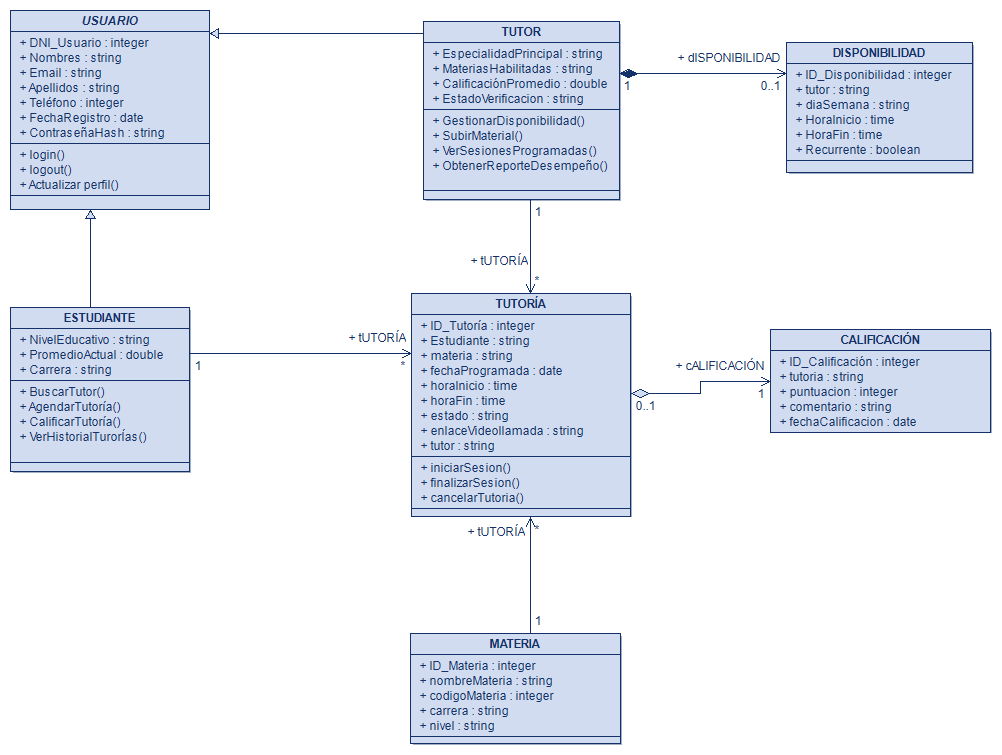 USUARIO
+ DNI_Usuario : integer
+ Nombres : string
+ Email : string
+ Apellidos : string
+ Teléfono : integer
+ FechaRegistro : date
+ ContraseñaHash : string
+ login()
+ logout()
+ Actualizar perfil()
TUTOR
+ EspecialidadPrincipal : string
+ MateriasHabilitadas : string
+ CalificaciónPromedio : double
+ EstadoVerificacion : string
+ GestionarDisponibilidad()
+ SubirMaterial()
+ VerSesionesProgramadas()
+ ObtenerReporteDesempeño()
+ dISPONIBILIDAD
1
0..1
DISPONIBILIDAD
+ ID_Disponibilidad : integer
+ tutor : string
+ diaSemana : string
+ HoraInicio : time
+ HoraFin : time
+ Recurrente : boolean
1
+ tUTORÍA
*
ESTUDIANTE
+ NivelEducativo : string
+ PromedioActual : double
+ Carrera : string
+ BuscarTutor()
+ AgendarTutoría()
+ CalificarTutoría()
+ VerHistorialTurorías()
+ tUTORÍA
1
*
TUTORÍA
+ ID_Tutoría : integer
+ Estudiante : string
+ materia : string
+ fechaProgramada : date
+ horaInicio : time
+ horaFin : time
+ estado : string
+ enlaceVideollamada : string
+ tutor : string
+ iniciarSesion()
+ finalizarSesion()
+ cancelarTutoria()
+ cALIFICACIÓN
0..1
1
CALIFICACIÓN
+ ID_Calificación : integer
+ tutoria : string
+ puntuacion : integer
+ comentario : string
+ fechaCalificacion : date
+ tUTORÍA
*
1
MATERIA
+ ID_Materia : integer
+ nombreMateria : string
+ codigoMateria : integer
+ carrera : string
+ nivel : string